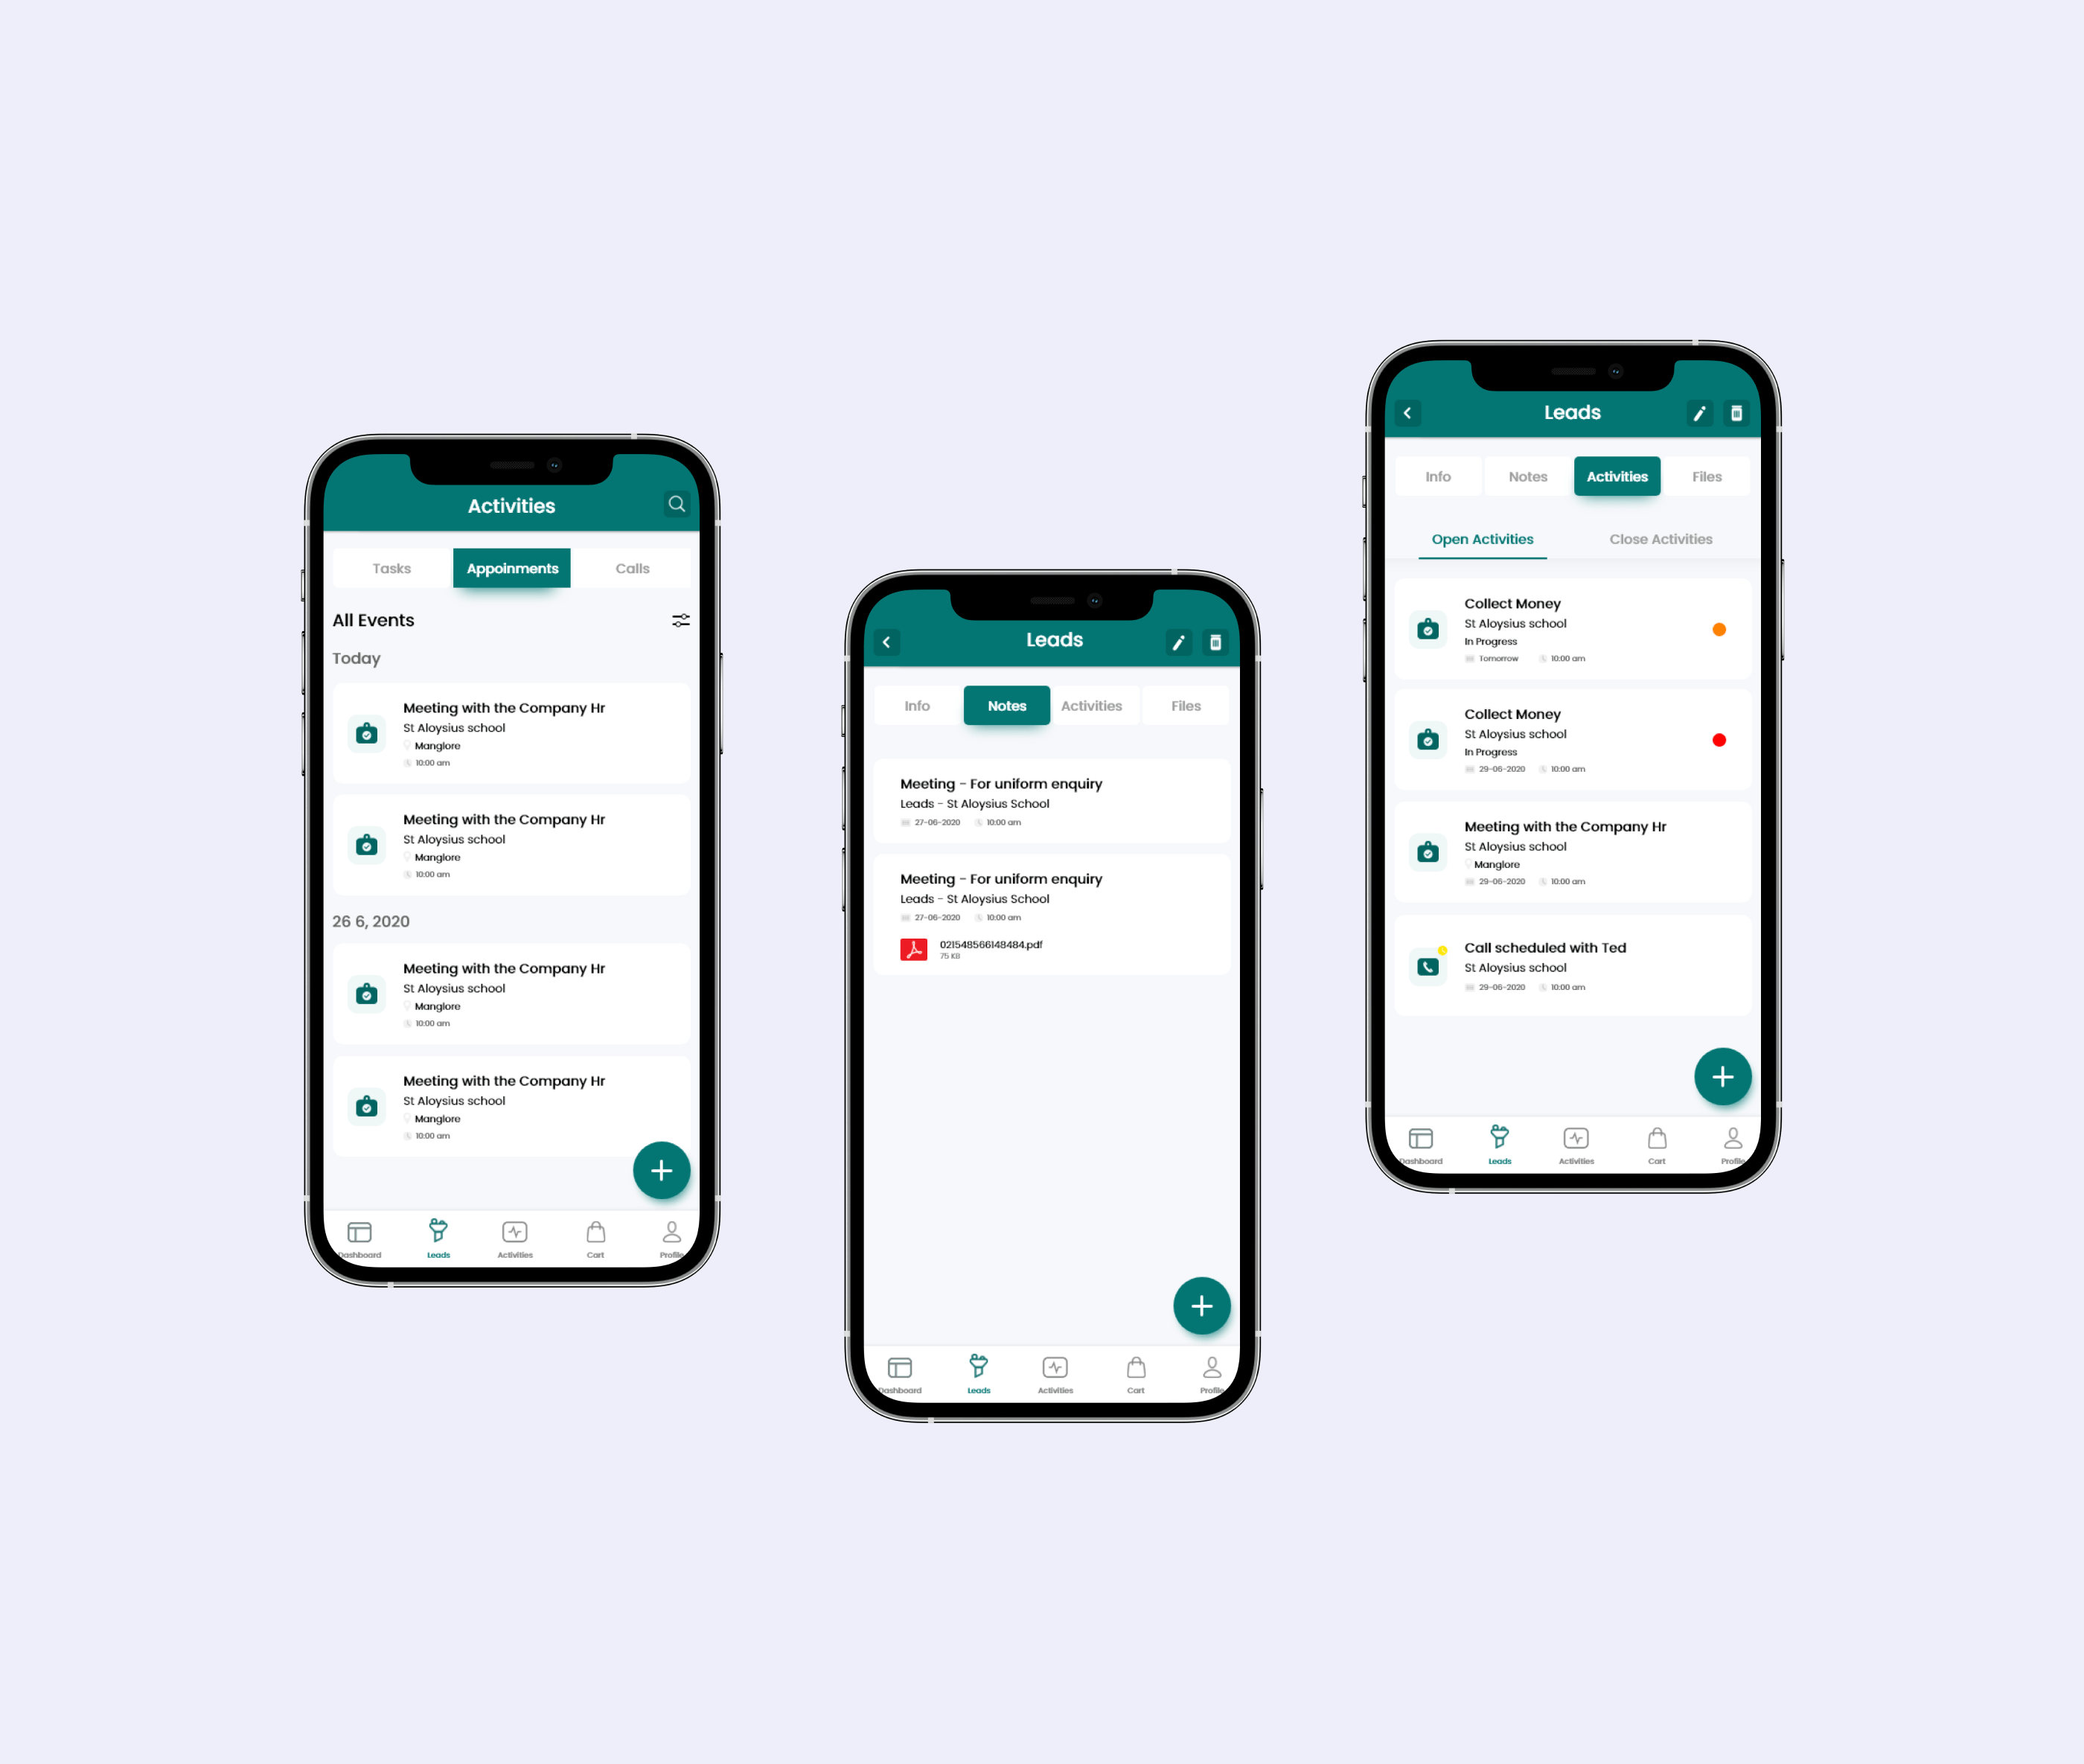 Activities
Tasks Appoinments Calls
All Events
Today
Meeting with the Company Hr
St Aloysius school
Manglore
10:00 am
Meeting with the Company Hr
St Aloysius school
Manglore
10:00 am
26 6, 2020
Meeting with the Company Hr
St Aloysius school
Manglore
10:00 am
Meeting with the Company Hr
St Aloysius school
Manglore
10:00 am
Dashboard Leads Activities Cart Profile
Leads
Info Notes Activities Files
Meeting - For uniform enquiry
Leads - St Aloysius School
27-06-2020 10:00 am
Meeting - For uniform enquiry
Leads - St Aloysius School
27-06-2020 10:00 am
021548566148484.pdf
75 KB
Dashboard Leads Activities Cart Profile
Leads
Info Notes Activities Files
Open Activities Close Activities
Collect Money
St Aloysius school
In Progress
Tomorrow 10:00 am
Collect Money
St Aloysius school
In Progress
29-06-2020 10:00 am
Meeting with the Company Hr
St Aloysius school
Manglore
29-06-2020 10:00 am
Call scheduled with Ted
St Aloysius school
29-06-2020 10:00 am
Dashboard Leads Activities Cart Profile